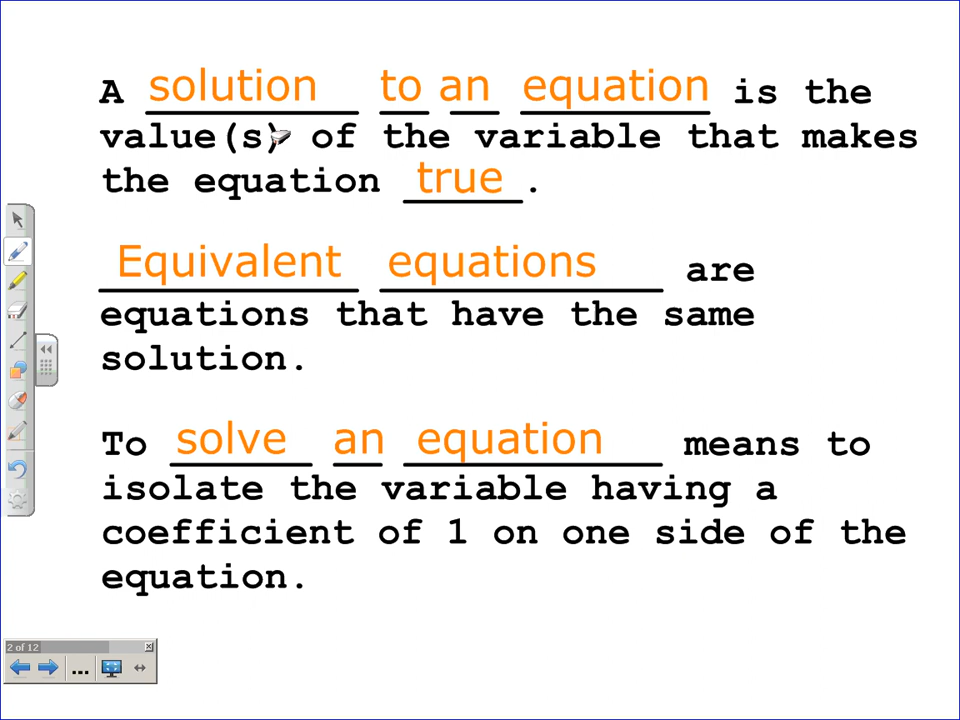 A solution to an equation is the
value(s) of the variable that makes
the equation true.
Equivalent equations are
equations that have the same
solution.
To solve an equation means to
isolate the variable having a
coefficient of 1 on one side of the
equation.
2 of 12
...